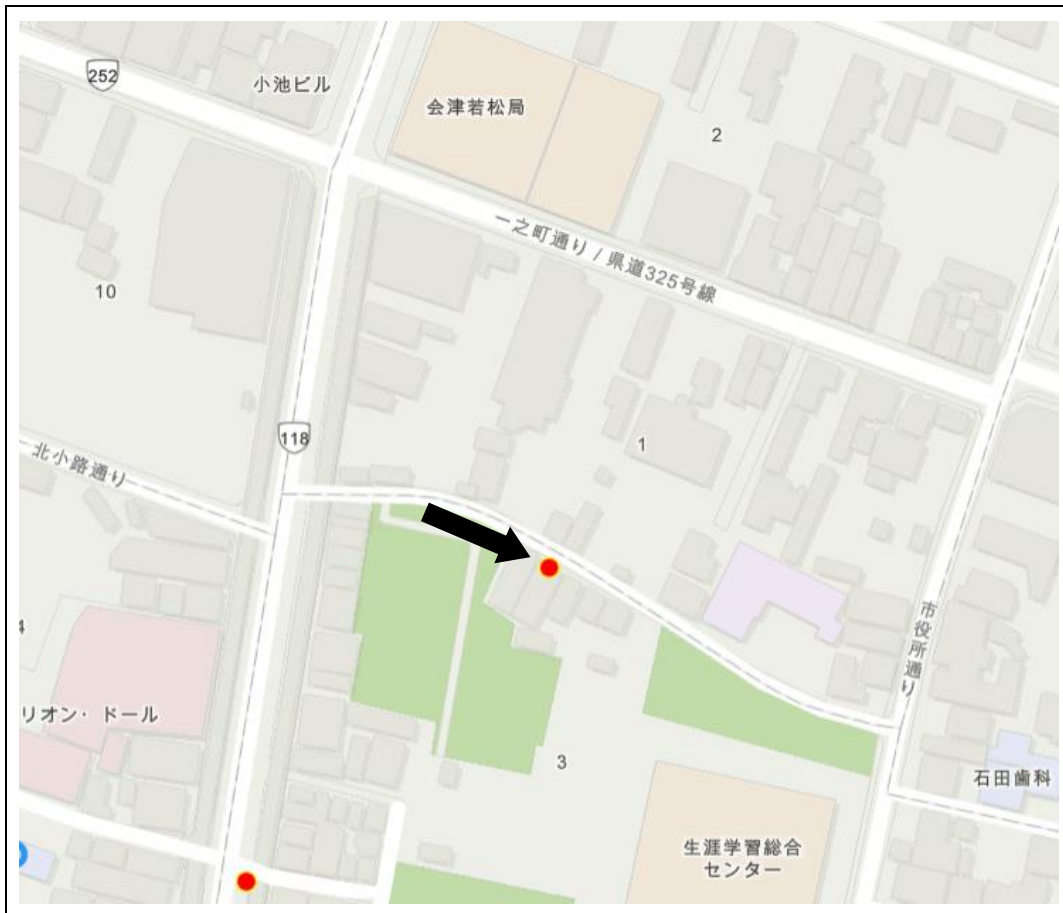 252
小池ビル
会津若松局
2
一之町通り / 県道325号線
10
1
118
北小路通り
市役所通り
4
リオン・ドール
3
石田歯科
生涯学習総合
センター